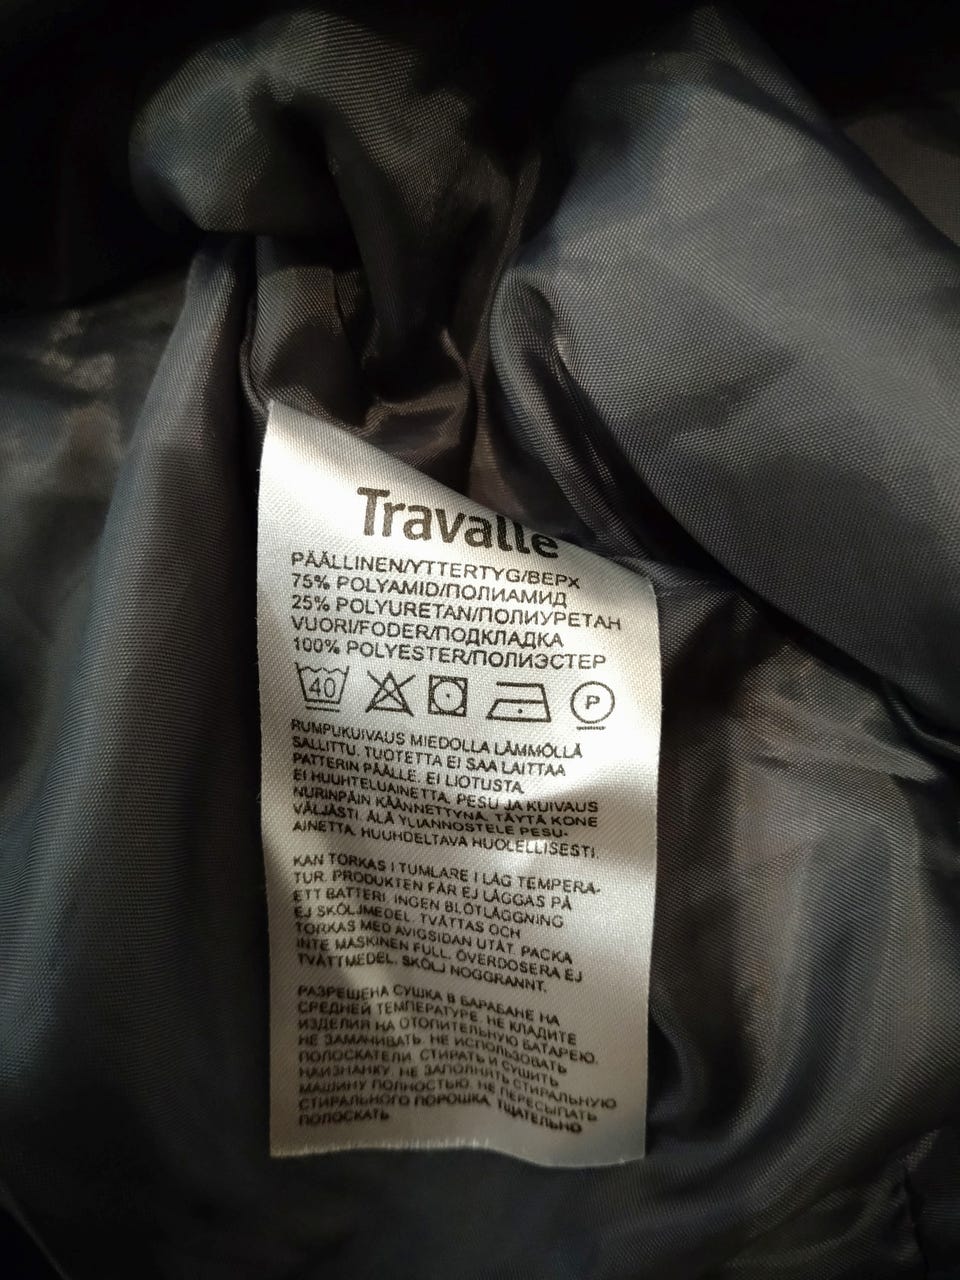 Travalle
PÄÄLLINEN/YTTERTYG/ВЕРХ
75% POLYAMID/ПОЛИАМИД
25% POLYURETAN/ПОЛИУРЕТАН
VUORI/FODER/ПОДКЛАДКА
100% POLYESTER/ПОЛИЭСТЕР
40 P
RUMPUKUIVAUS MIEDOLLA LÄMMÖLLÄ
SALLITTU. TUOTETTA EI SAA LAITTAA
PATTERIN PÄÄLLE. EI LIOTUSTA.
EI HUUHTELUAINETTA. PESU JA KUIVAUS
NURINPÄIN KÄÄNNETTYNÄ. TÄYTÄ KONE
VÄLJÄSTI. ÄLÄ YLIANNOSTELE PESU-
AINETTA. HUUHDELTAVA HUOLELLISESTI.
KAN TORKAS I TUMLARE I LÅG TEMPERA-
TUR. PRODUKTEN FÅR EJ LÄGGAS PÅ
ETT BATTERI. INGEN BLÖTLÄGGNING
EJ SKÖLJMEDEL. TVÄTTAS OCH
TORKAS MED AVIGSIDAN UTÅT. PACKA
INTE MASKINEN FULL. ÖVERDOSERA EJ
TVÄTTMEDEL. SKÖLJ NOGGRANNT.
РАЗРЕШЕНА СУШКА В БАРАБАНЕ НА
СРЕДНЕЙ ТЕМПЕРАТУРЕ. НЕ КЛАДИТЕ
ИЗДЕЛИЯ НА ОТОПИТЕЛЬНУЮ БАТАРЕЮ.
НЕ ЗАМАЧИВАТЬ. НЕ ИСПОЛЬЗОВАТЬ
ПОЛОСКАТЕЛИ. СТИРАТЬ И СУШИТЬ
НАИЗНАНКУ. НЕ ЗАПОЛНЯТЬ СТИРАЛЬНУЮ
МАШИНУ ПОЛНОСТЬЮ. НЕ ПЕРЕСЫПАТЬ
СТИРАЛЬНОГО ПОРОШКА. ТЩАТЕЛЬНО
ПОЛОСКАТЬ